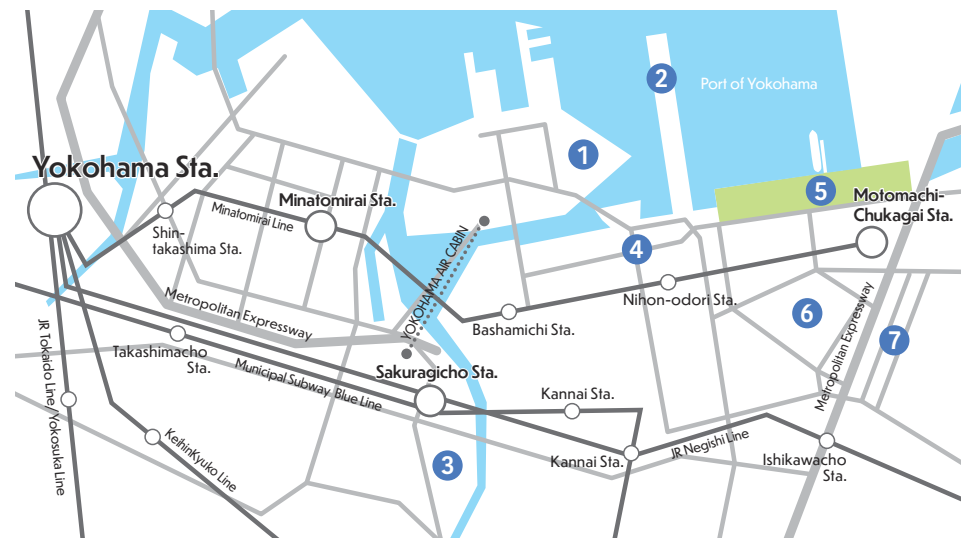 2
Port of Yokohama
1
Yokohama Sta.
5
Minatomirai Sta.
Motomachi-
Chukagai Sta.
Minatomirai Line
Shin-
takashima Sta.
4
YOKOHAMA AIR CABIN
Nihon-odori Sta.
Metropolitan Expressway
Bashamichi Sta.
6
7
Takashimacho
Sta.
Metropolitan Expressway
Sakuragicho Sta.
JR Tokaido Line/Yokosuka Line
Municipal Subway Blue Line
Kannai Sta.
KeihinKyuko Line
3
Kannai Sta.
JR Negishi Line
Ishikawacho
Sta.